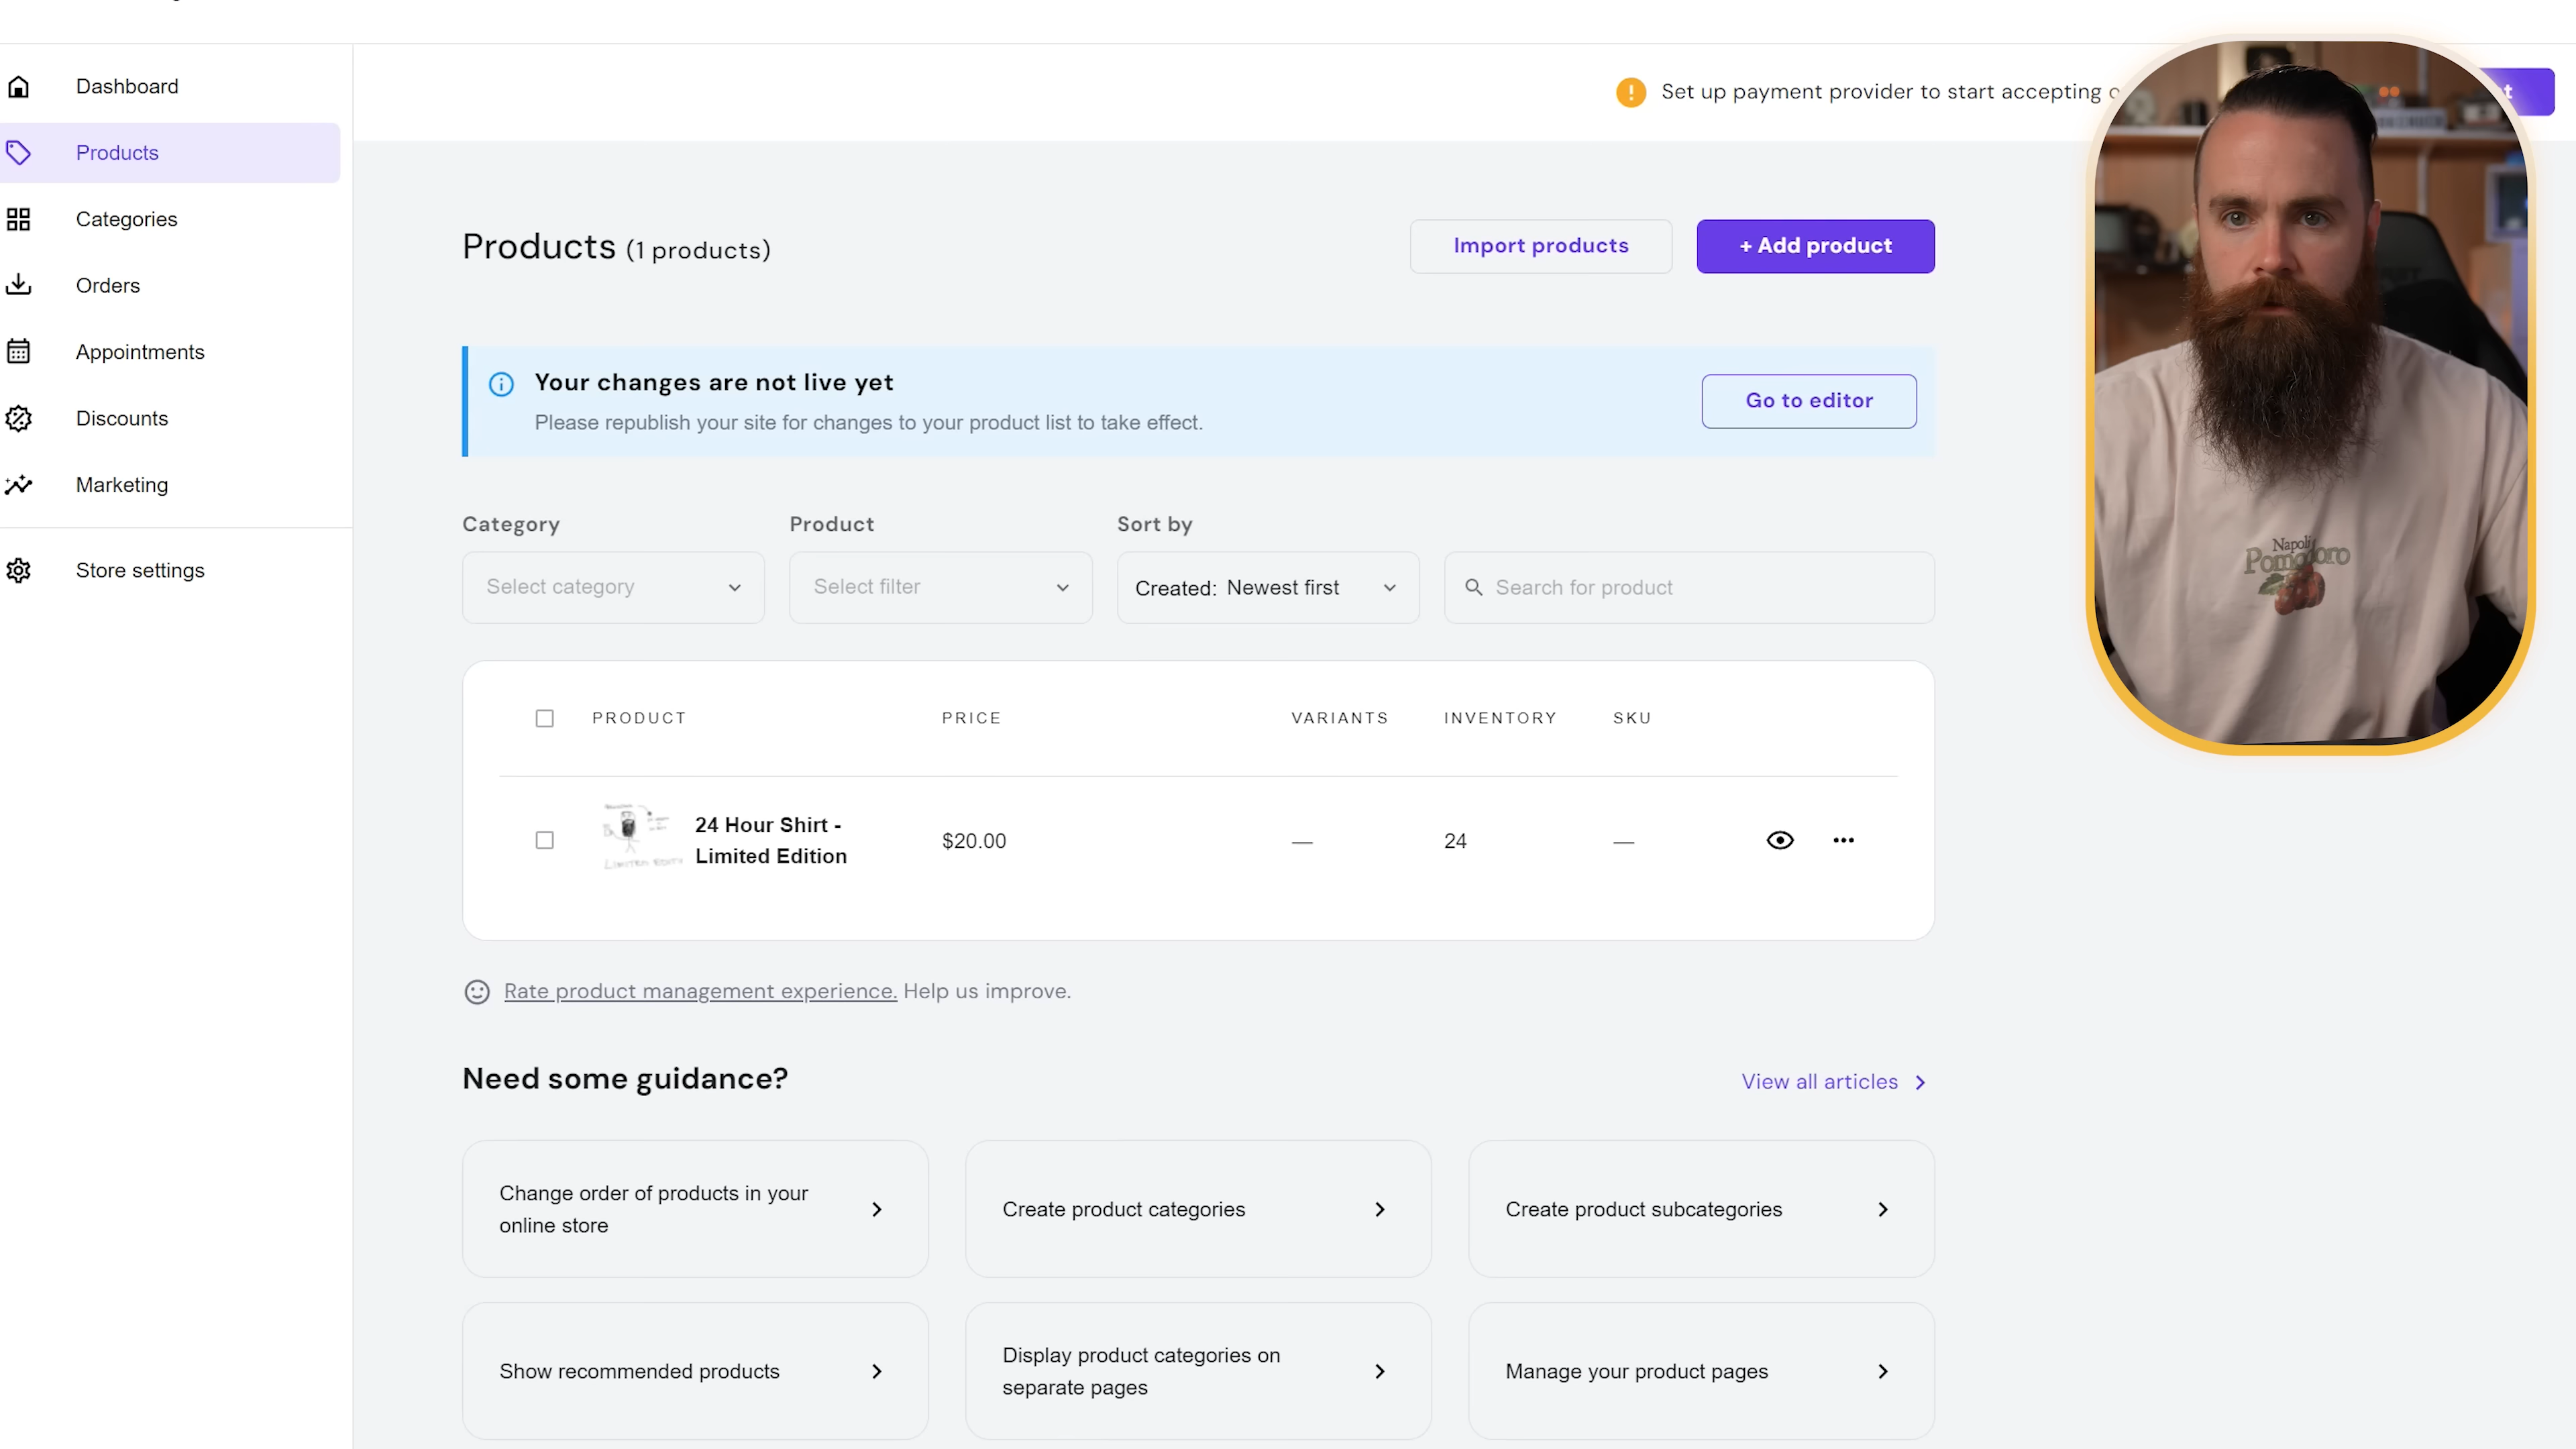 Dashboard
Products
Categories
Orders
Appointments
Discounts
Marketing
Store settings
Set up payment provider to start accepting
Products (1 products)
Import products
+ Add product
Your changes are not live yet
Please republish your site for changes to your product list to take effect.
Go to editor
Category
Product
Sort by
Select category
Select filter
Created: Newest first
Search for product
PRODUCT
PRICE
VARIANTS
INVENTORY
SKU
24 Hour Shirt -
Limited Edition
$20.00
—
24
—
LIMITED
Rate product management experience. Help us improve.
Need some guidance?
View all articles
Change order of products in your
online store
Create product categories
Create product subcategories
Show recommended products
Display product categories on
separate pages
Manage your product pages
Napoli
Pomodoro